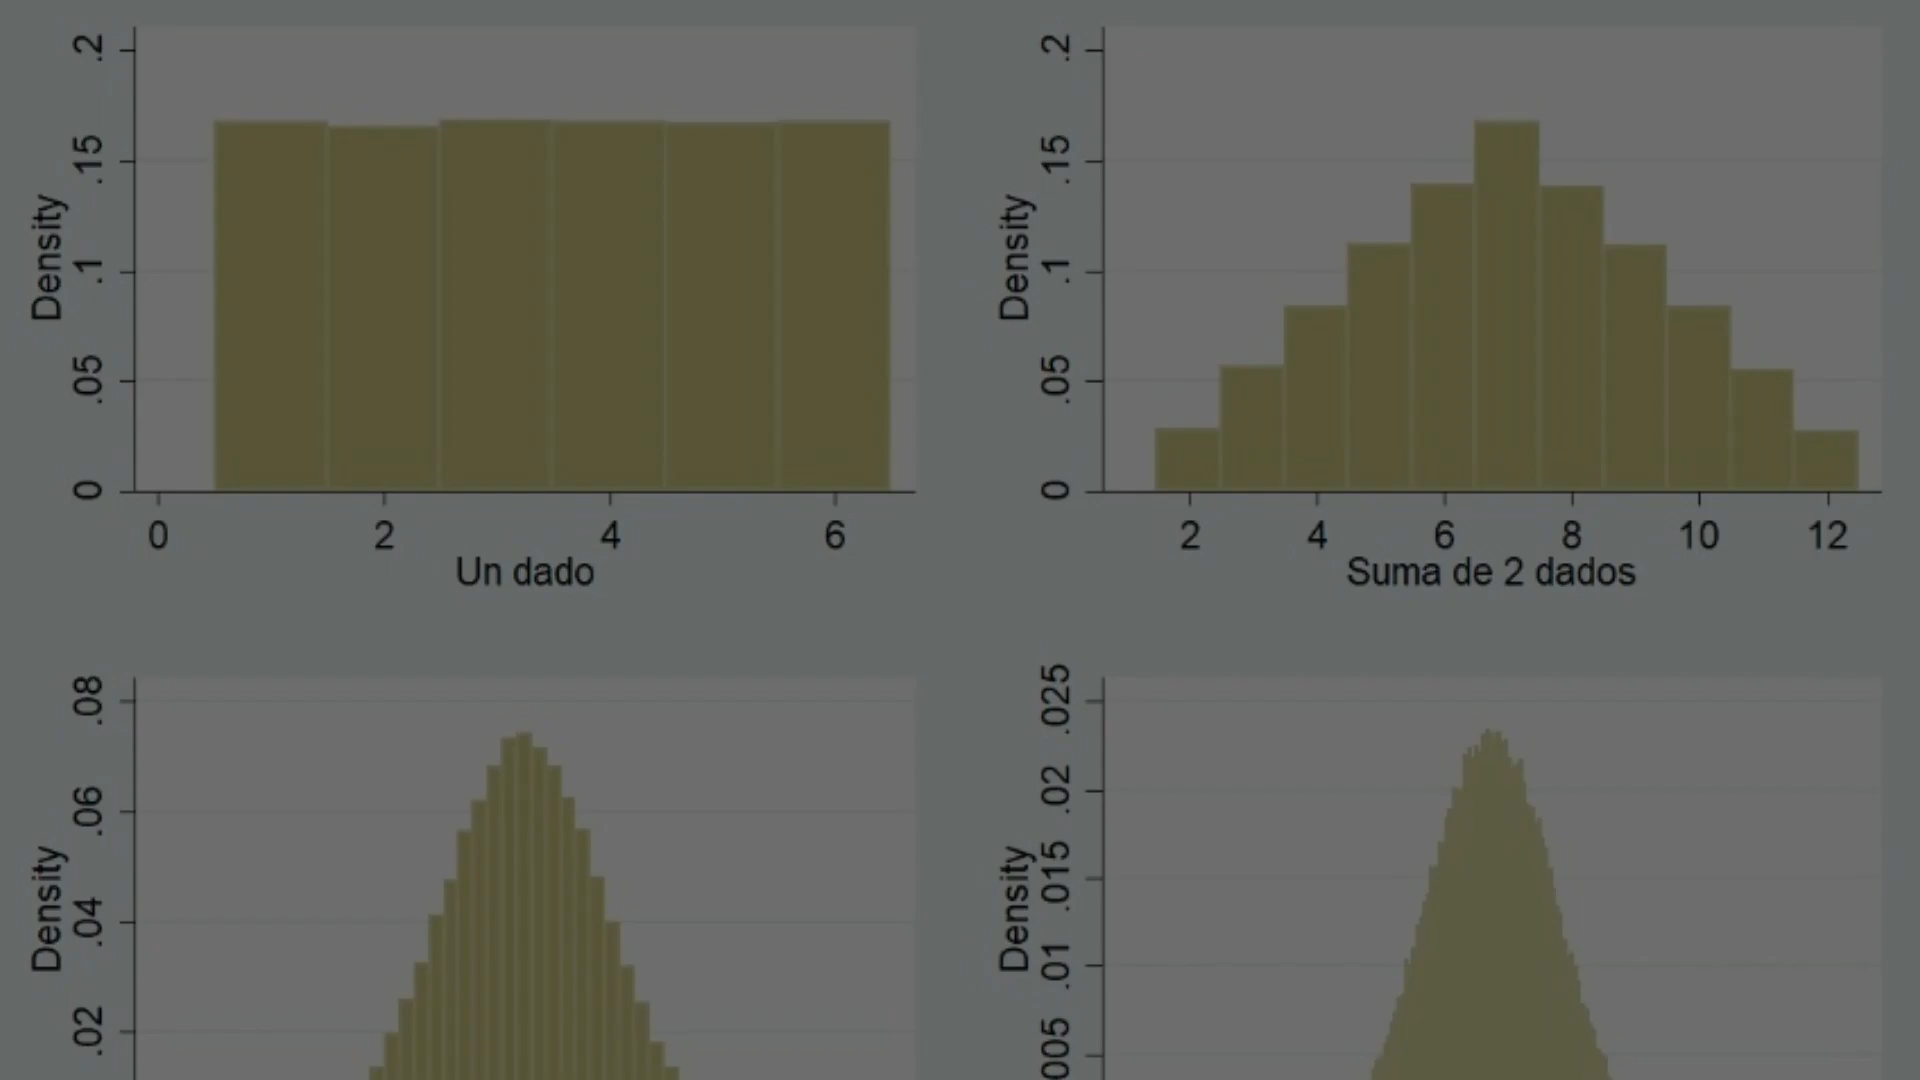 .2
.15
.1
.05
0
Density
0 2 4 6
Un dado
.2
.15
.1
.05
0
Density
2 4 6 8 10 12
Suma de 2 dados
.08
.06
.04
.02
Density
.025
.02
.015
.01
005
Density